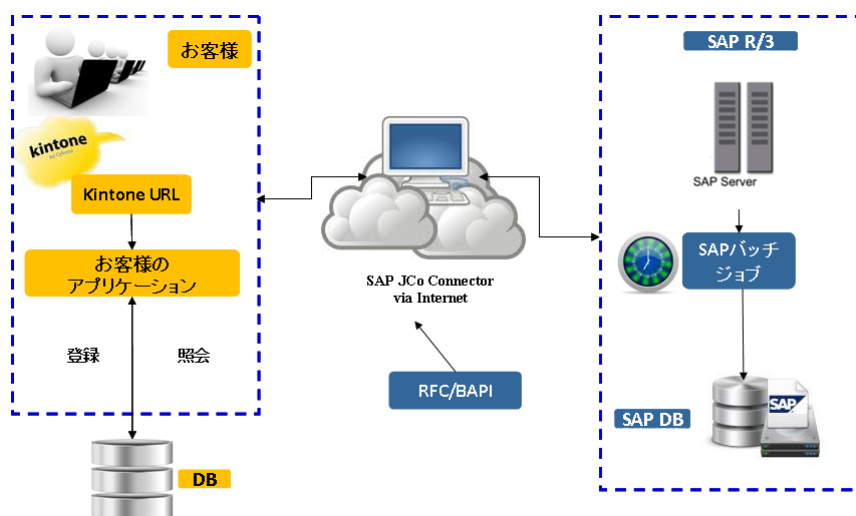 お客様
kintone
Kintone URL
お客様の
アプリケーション
登録
照会
DB
SAP JCo Connector
via Internet
RFC/BAPI
SAP R/3
SAP Server
SAPバッチ
ジョブ
SAP DB
SAP